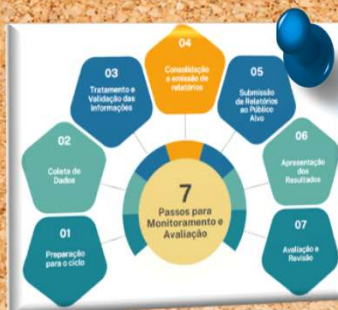 04
Consolidação
e emissão de
relatórios
03
Tratamento e
Validação das
Informações
05
Submissão
de Relatórios
ao Público
Alvo
02
Coleta de
Dados
06
Apresentação
dos
Resultados
01
Preparação
para o ciclo
7
Passos para
Monitoramento e
Avaliação
07
Avaliação e
Revisão